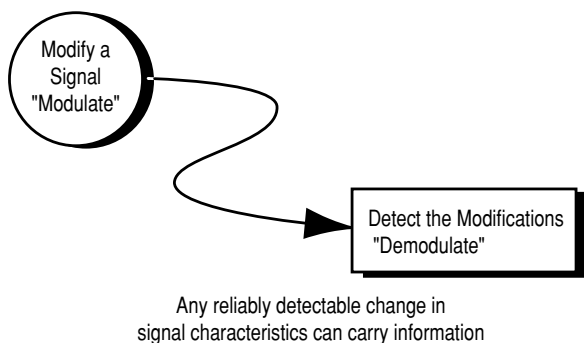 Modify a
Signal
"Modulate"
Detect the Modifications
"Demodulate"
Any reliably detectable change in
signal characteristics can carry information